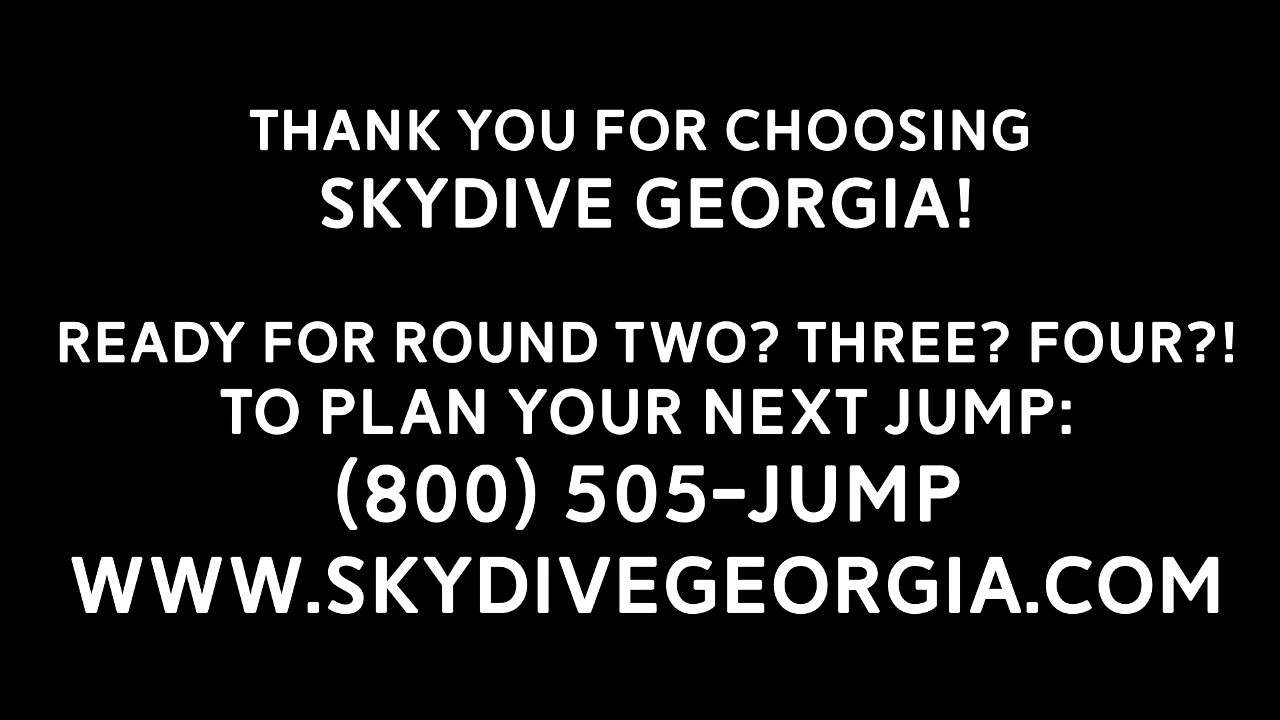 THANK YOU FOR CHOOSING
SKYDIVE GEORGIA!
READY FOR ROUND TWO? THREE? FOUR?!
TO PLAN YOUR NEXT JUMP:
(800) 505-JUMP
WWW.SKYDIVEGEORGIA.COM